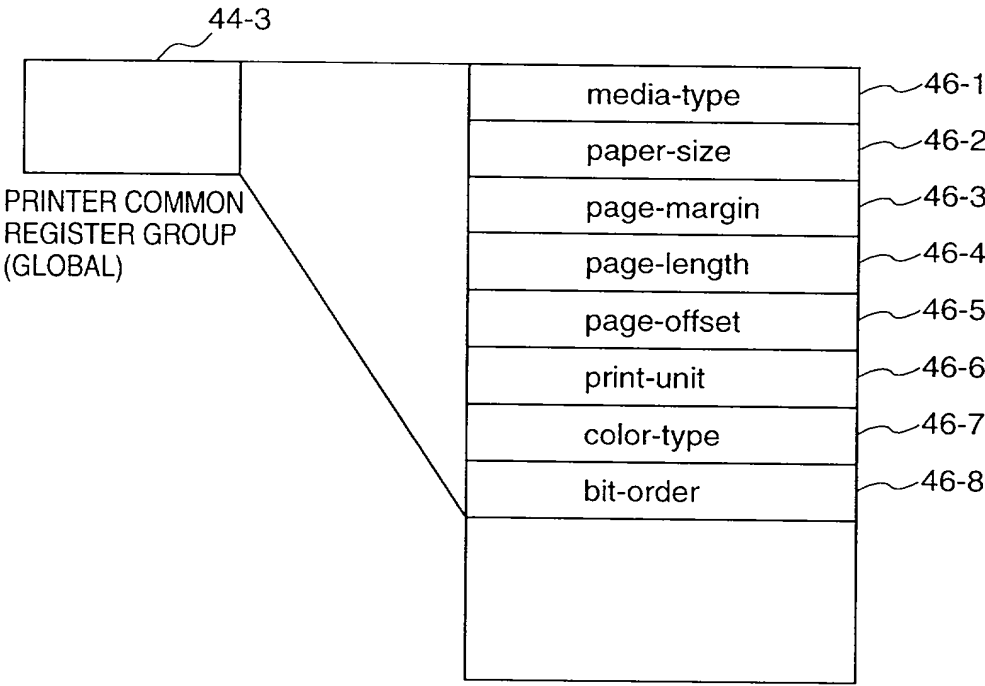 44-3
PRINTER COMMON
REGISTER GROUP
(GLOBAL)
media-type 46-1
paper-size 46-2
page-margin 46-3
page-length 46-4
page-offset 46-5
print-unit 46-6
color-type 46-7
bit-order 46-8